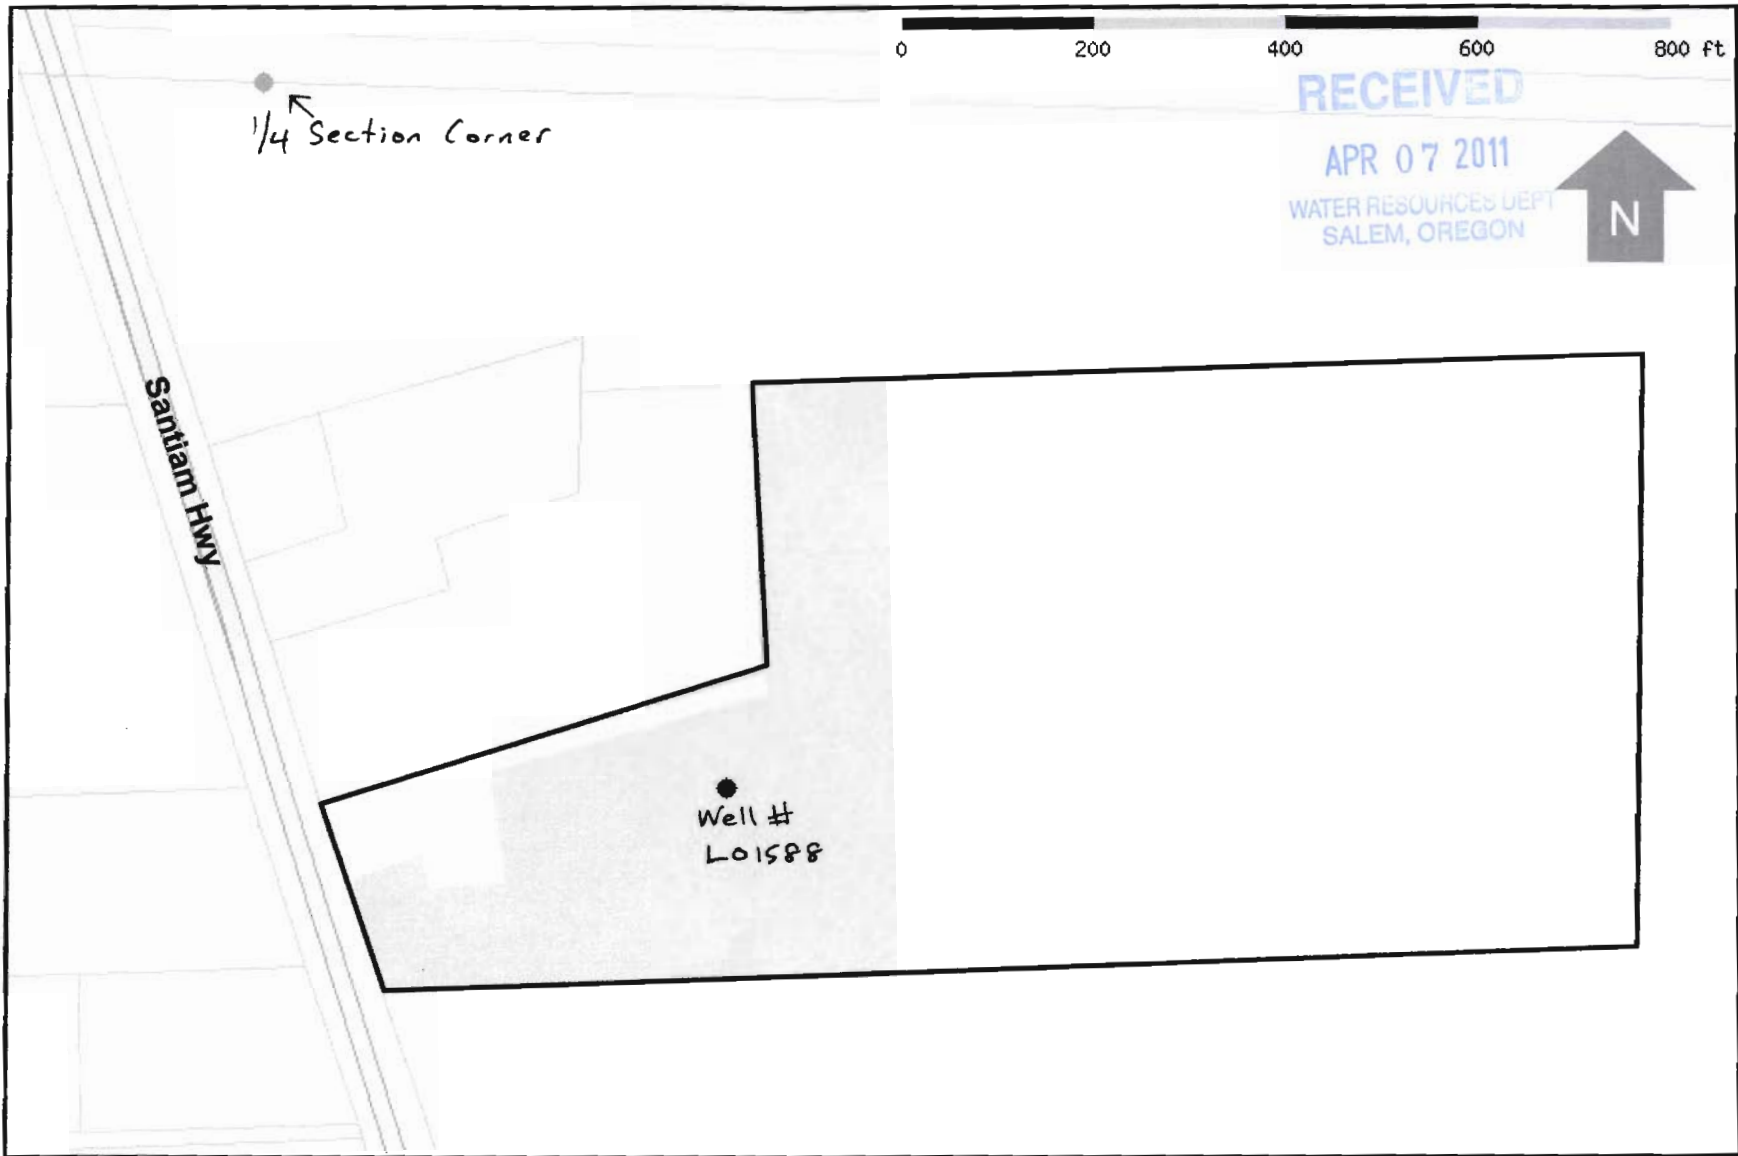 0 200 400 600 800 ft
RECEIVED
APR 07 2011
WATER RESOURCES DEPT
SALEM, OREGON
N
1/4 Section Corner
Santiam Hwy
Well #
L01588